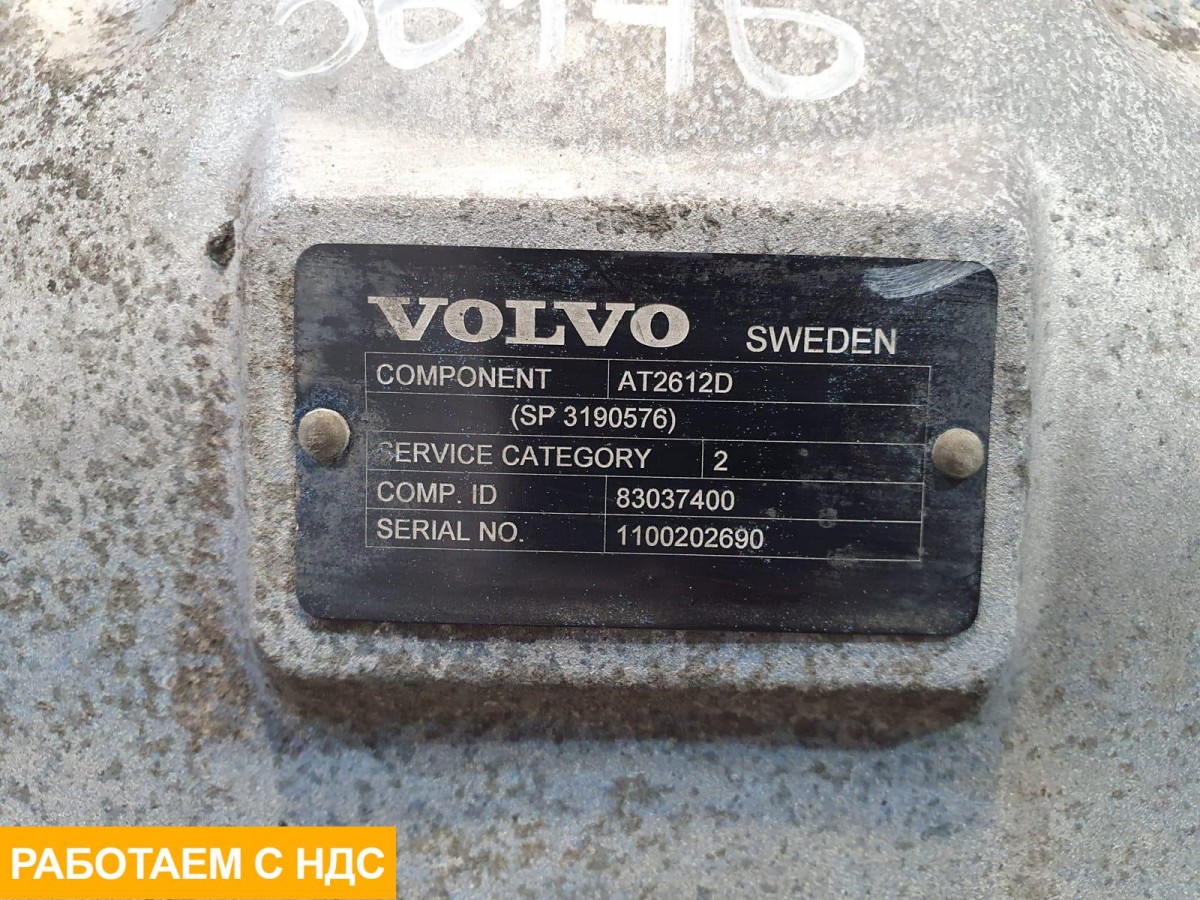 VOLVO SWEDEN
COMPONENT AT2612D
(SP 3190576)
SERVICE CATEGORY 2
COMP. ID 83037400
SERIAL NO. 1100202690
РАБОТАЕМ С НДС